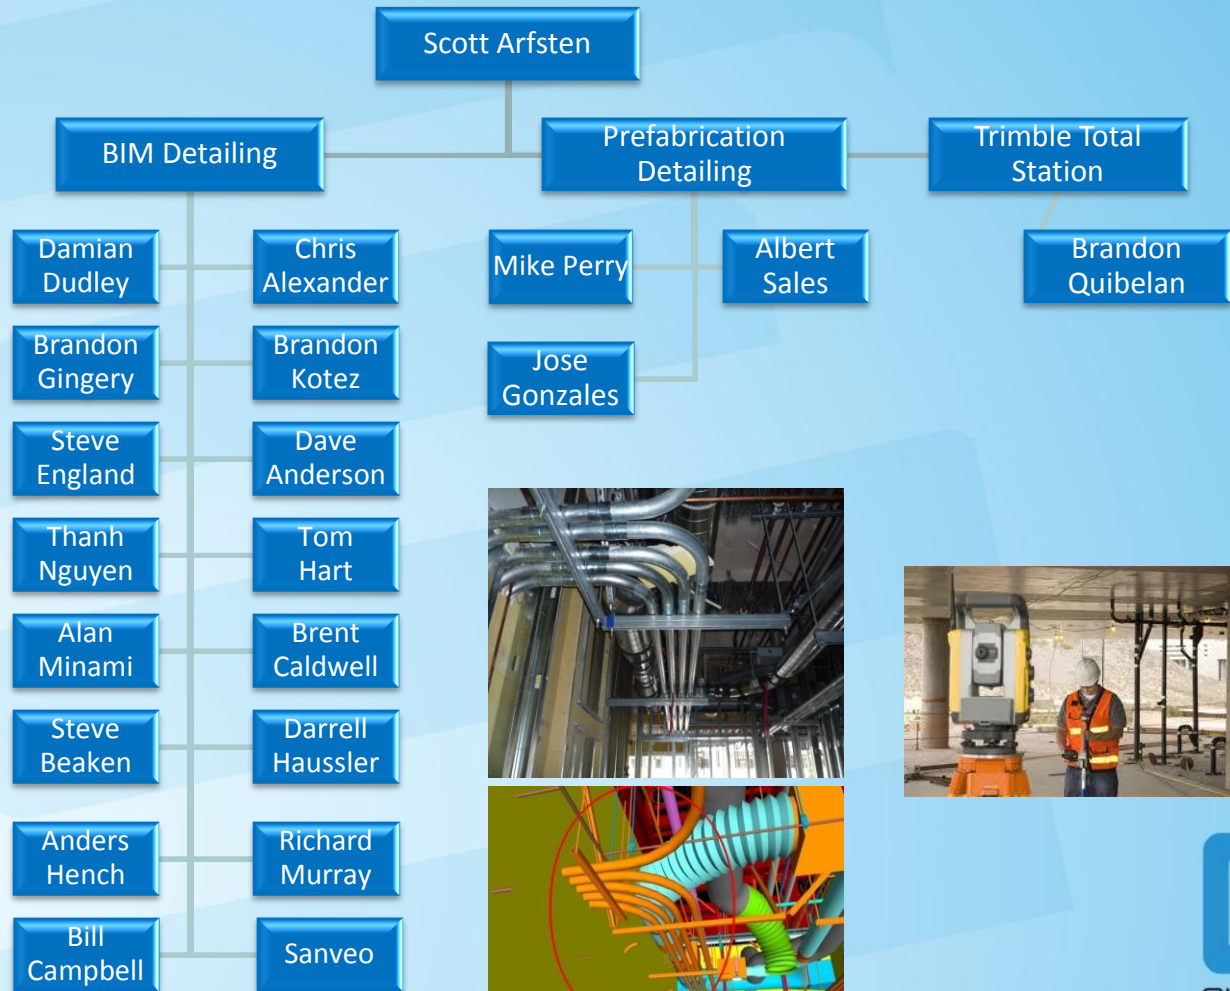 Scott Arfsten
BIM Detailing
Prefabrication
Detailing
Trimble Total
Station
Damian
Dudley
Chris
Alexander
Mike Perry
Albert
Sales
Brandon
Quibelan
Brandon
Gingery
Brandon
Kotez
Jose
Gonzales
Steve
England
Dave
Anderson
Thanh
Nguyen
Tom
Hart
Alan
Minami
Brent
Caldwell
Steve
Beaken
Darrell
Haussler
Anders
Hench
Richard
Murray
Bill
Campbell
Sanveo